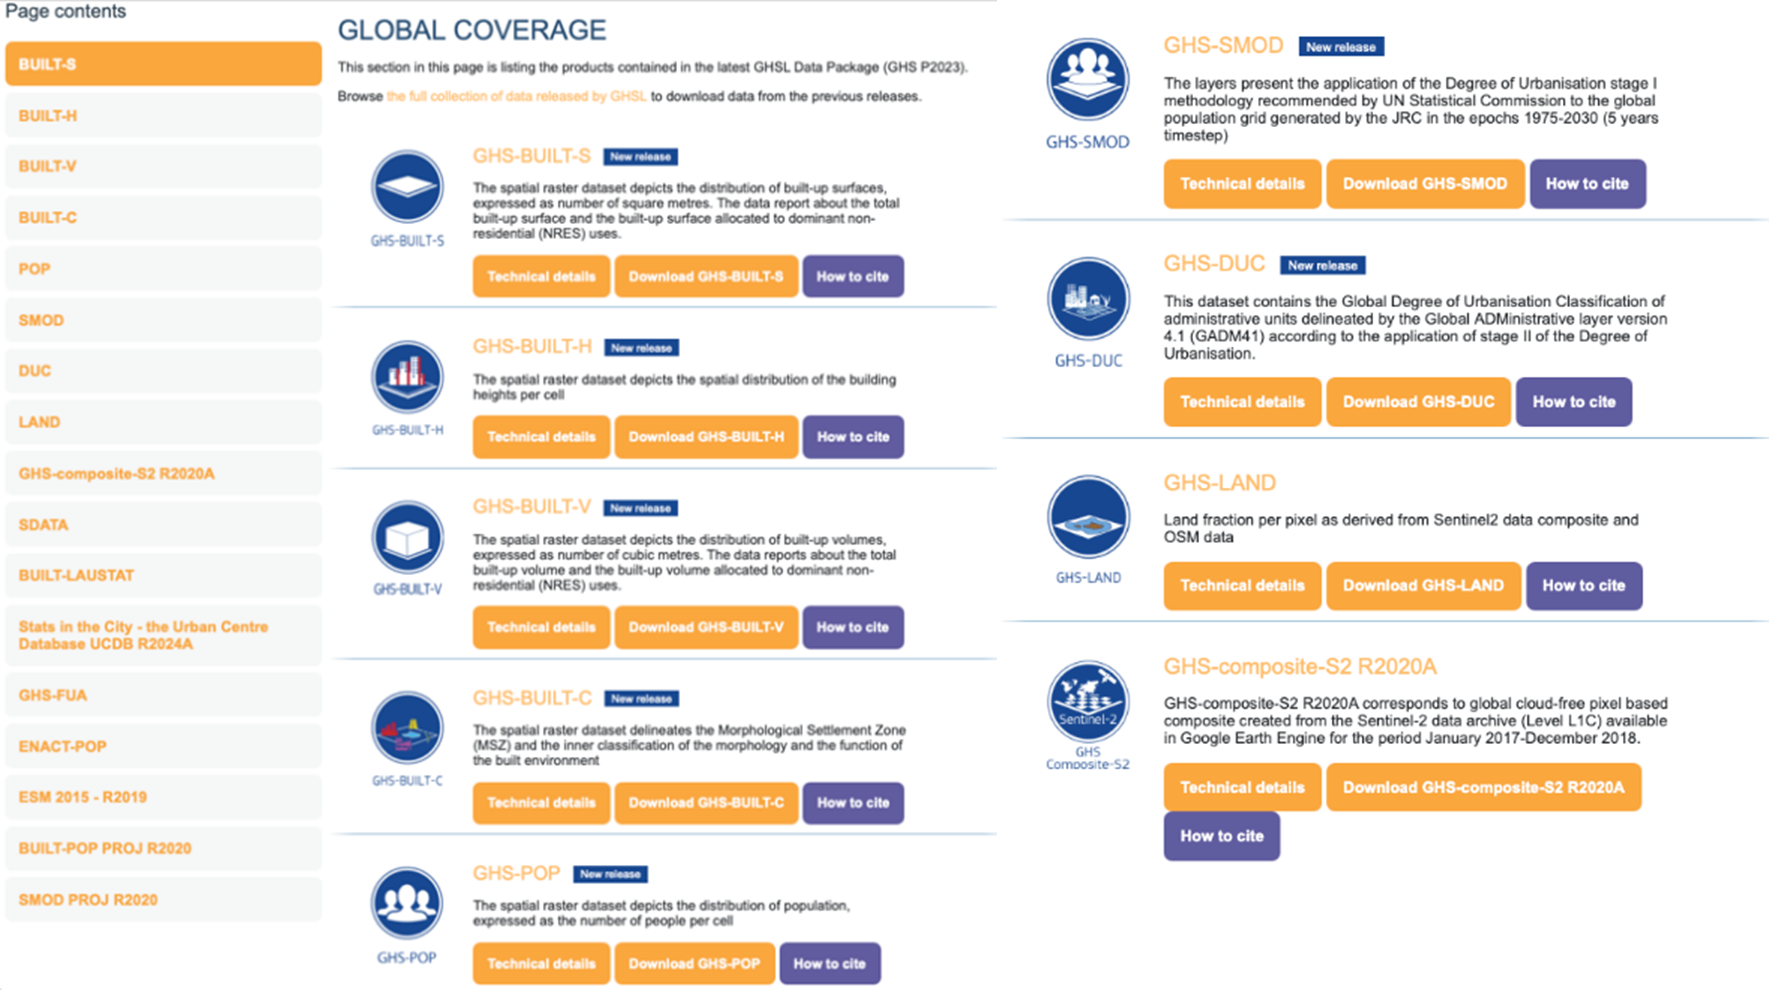 Page contents
BUILT-S
BUILT-H
BUILT-V
BUILT-C
POP
SMOD
DUC
LAND
GHS-composite-S2 R2020A
SDATA
BUILT-LAUSTAT
Stats in the City - the Urban Centre
Database UCDB R2024A
GHS-FUA
ENACT-POP
ESM 2015 - R2019
BUILT-POP PROJ R2020
SMOD PROJ R2020
GLOBAL COVERAGE
This section in this page is listing the products contained in the latest GHSL Data Package (GHS P2023).
Browse the full collection of data released by GHSL to download data from the previous releases.
GHS-BUILT-S
GHS-BUILT-S New release
The spatial raster dataset depicts the distribution of built-up surfaces,
expressed as number of square metres. The data report about the total
built-up surface and the built-up surface allocated to dominant non-
residential (NRES) uses.
Technical details Download GHS-BUILT-S How to cite
GHS-BUILT-H
GHS-BUILT-H New release
The spatial raster dataset depicts the spatial distribution of the building
heights per cell
Technical details Download GHS-BUILT-H How to cite
GHS-BUILT-V
GHS-BUILT-V New release
The spatial raster dataset depicts the distribution of built-up volumes,
expressed as number of cubic metres. The data reports about the total
built-up volume and the built-up volume allocated to dominant non-
residential (NRES) uses.
Technical details Download GHS-BUILT-V How to cite
GHS-BUILT-C
GHS-BUILT-C New release
The spatial raster dataset delineates the Morphological Settlement Zone
(MSZ) and the inner classification of the morphology and the function of
the built environment
Technical details Download GHS-BUILT-C How to cite
GHS-POP
GHS-POP New release
The spatial raster dataset depicts the distribution of population,
expressed as the number of people per cell
Technical details Download GHS-POP How to cite
GHS-SMOD
GHS-SMOD New release
The layers present the application of the Degree of Urbanisation stage I
methodology recommended by UN Statistical Commission to the global
population grid generated by the JRC in the epochs 1975-2030 (5 years
timestep)
Technical details Download GHS-SMOD How to cite
GHS-DUC
GHS-DUC New release
This dataset contains the Global Degree of Urbanisation Classification of
administrative units delineated by the Global ADMinistrative layer version
4.1 (GADM41) according to the application of stage II of the Degree of
Urbanisation.
Technical details Download GHS-DUC How to cite
GHS-LAND
GHS-LAND
Land fraction per pixel as derived from Sentinel2 data composite and
OSM data
Technical details Download GHS-LAND How to cite
Sentinel-2
GHS
Composite-S2
GHS-composite-S2 R2020A
GHS-composite-S2 R2020A corresponds to global cloud-free pixel based
composite created from the Sentinel-2 data archive (Level L1C) available
in Google Earth Engine for the period January 2017-December 2018.
Technical details Download GHS-composite-S2 R2020A
How to cite